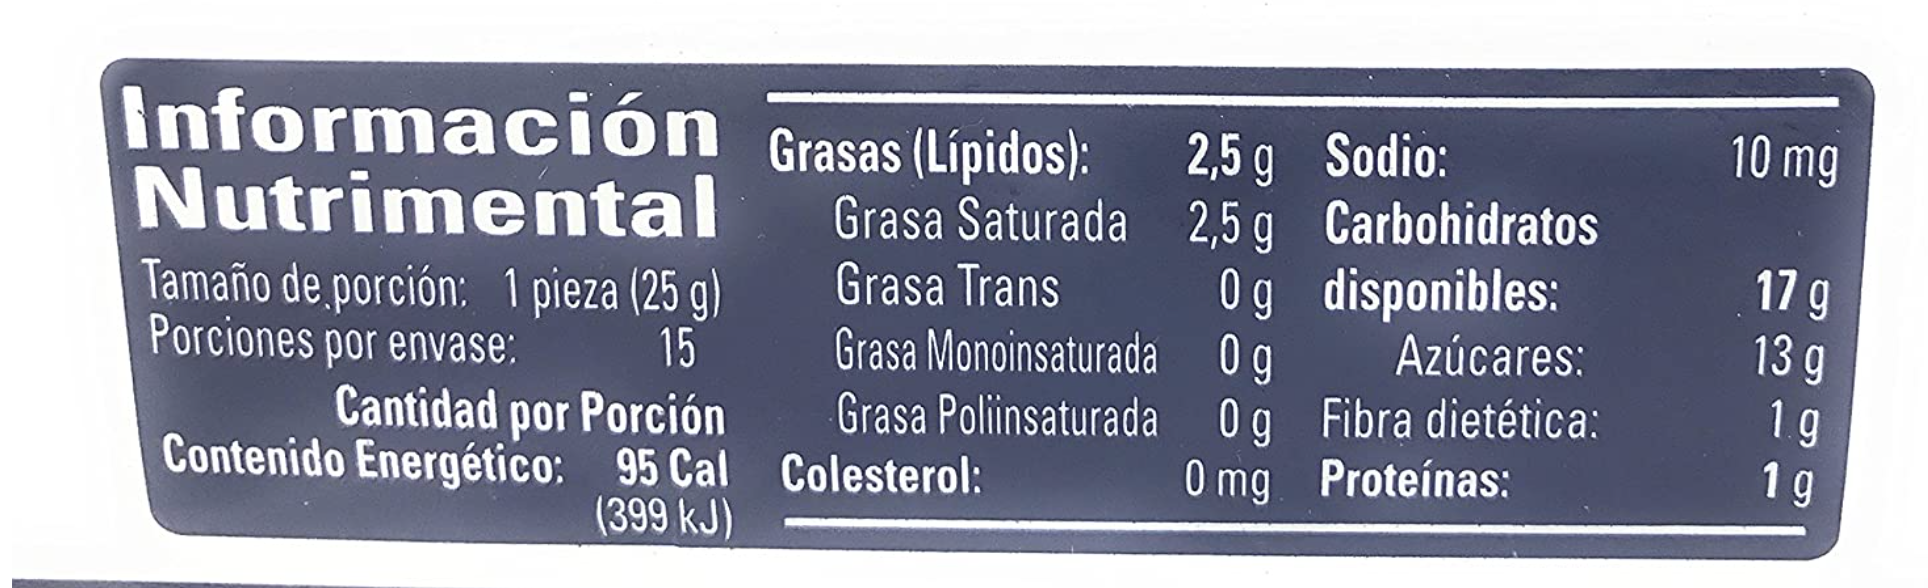 Información
Nutrimental
Tamaño de porción: 1 pieza (25 g)
Porciones por envase: 15
Cantidad por Porción
Contenido Energético: 95 Cal
(399 kJ)
Grasas (Lípidos): 2,5 g
Grasa Saturada 2,5 g
Grasa Trans 0 g
Grasa Monoinsaturada 0 g
Grasa Poliinsaturada 0 g
Colesterol: 0 mg
Sodio: 10 mg
Carbohidratos
disponibles: 17 g
Azúcares: 13 g
Fibra dietética: 1 g
Proteínas: 1 g